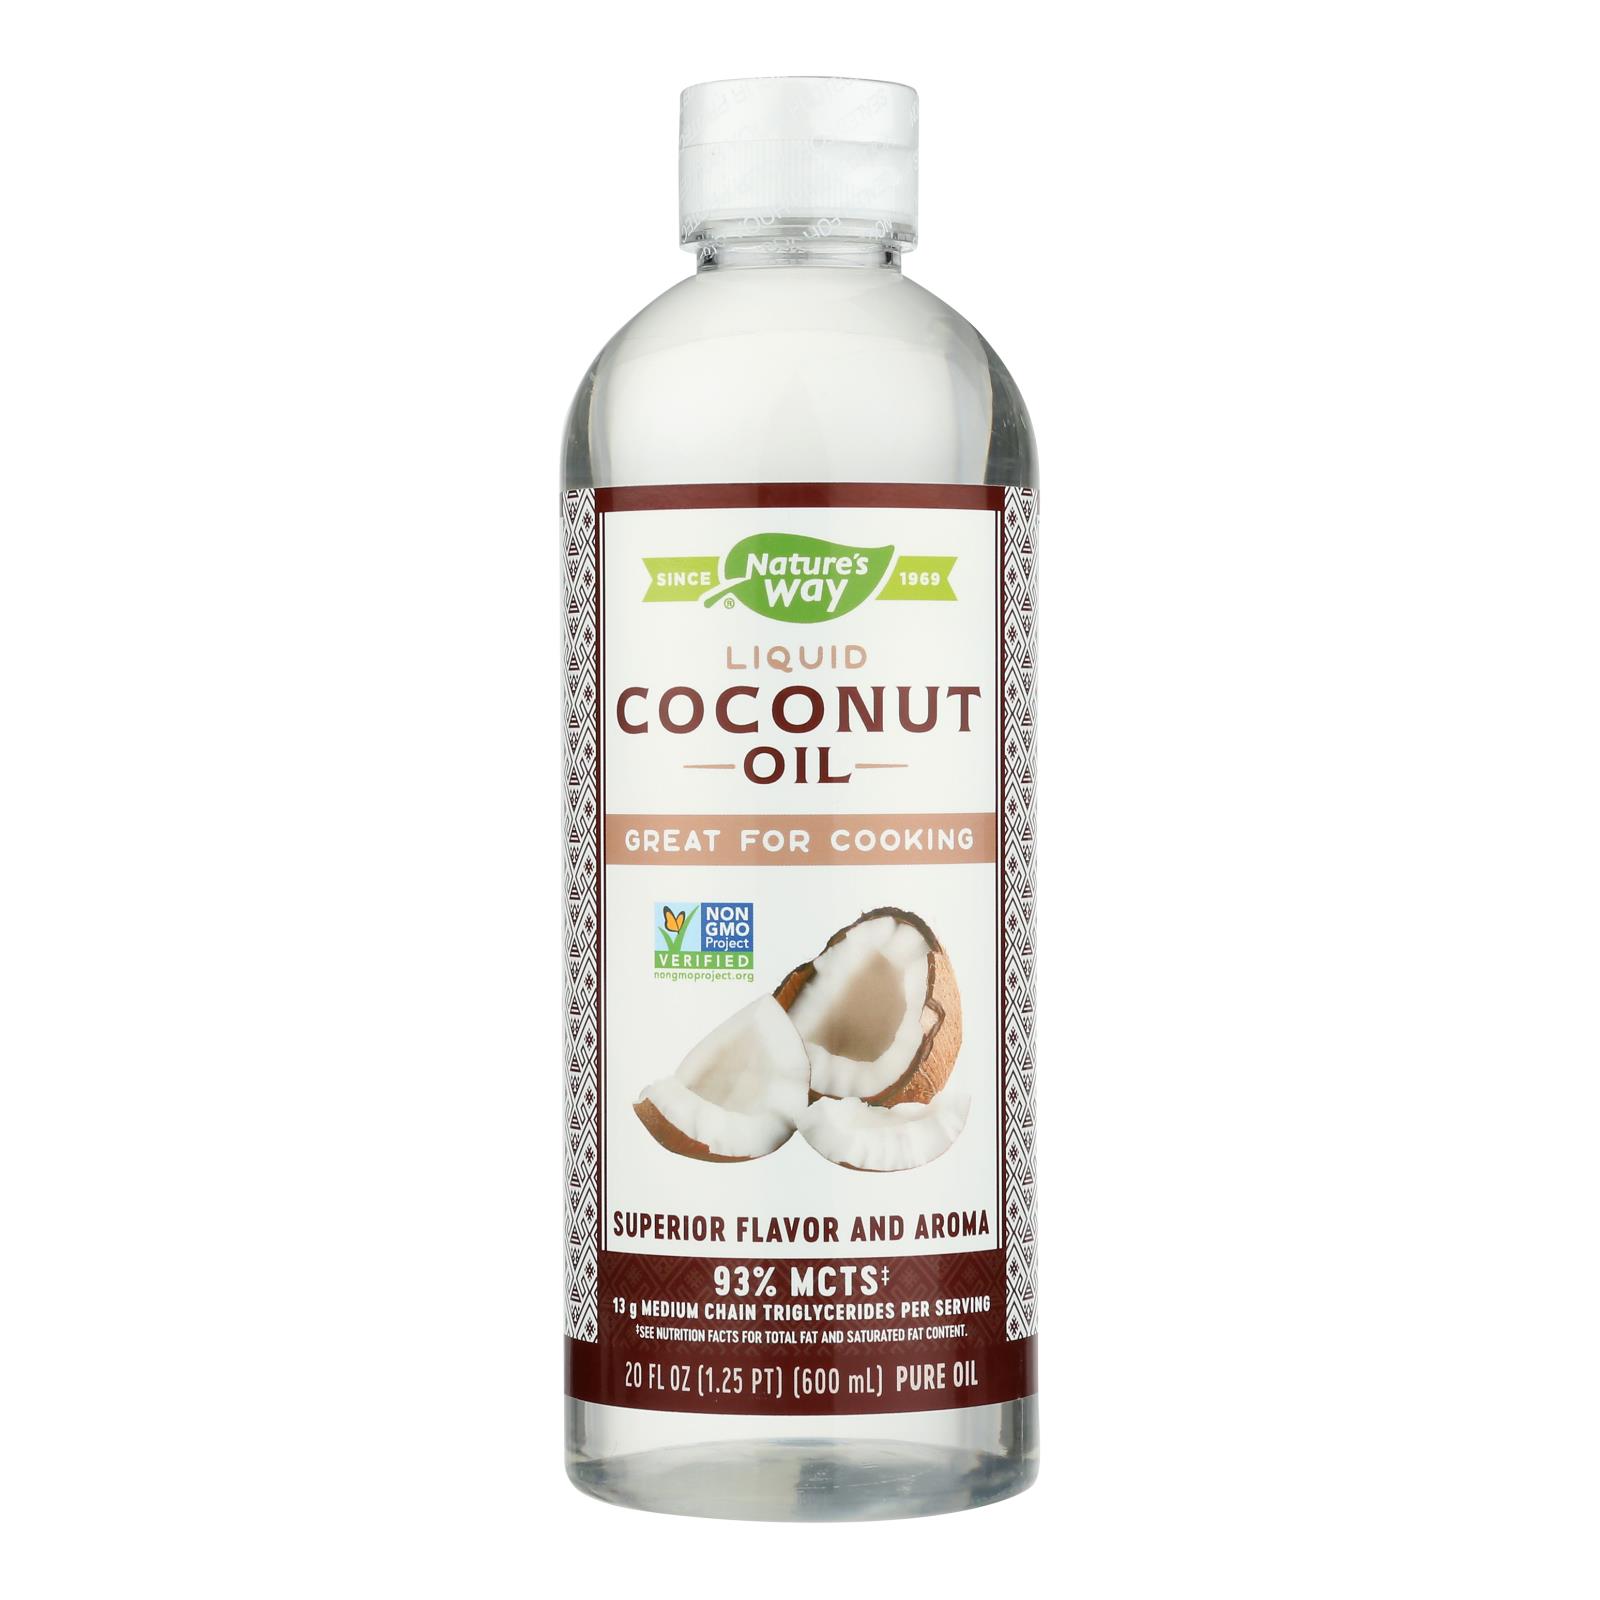 SINCE Nature's Way ® 1969
LIQUID
COCONUT
OIL
GREAT FOR COOKING
NON
GMO
Project
VERIFIED
nongmoproject.org
SUPERIOR FLAVOR AND AROMA
93% MCTS‡
13 g MEDIUM CHAIN TRIGLYCERIDES PER SERVING
‡SEE NUTRITION FACTS FOR TOTAL FAT AND SATURATED FAT CONTENT.
20 FL OZ (1.25 PT) (600 mL) PURE OIL